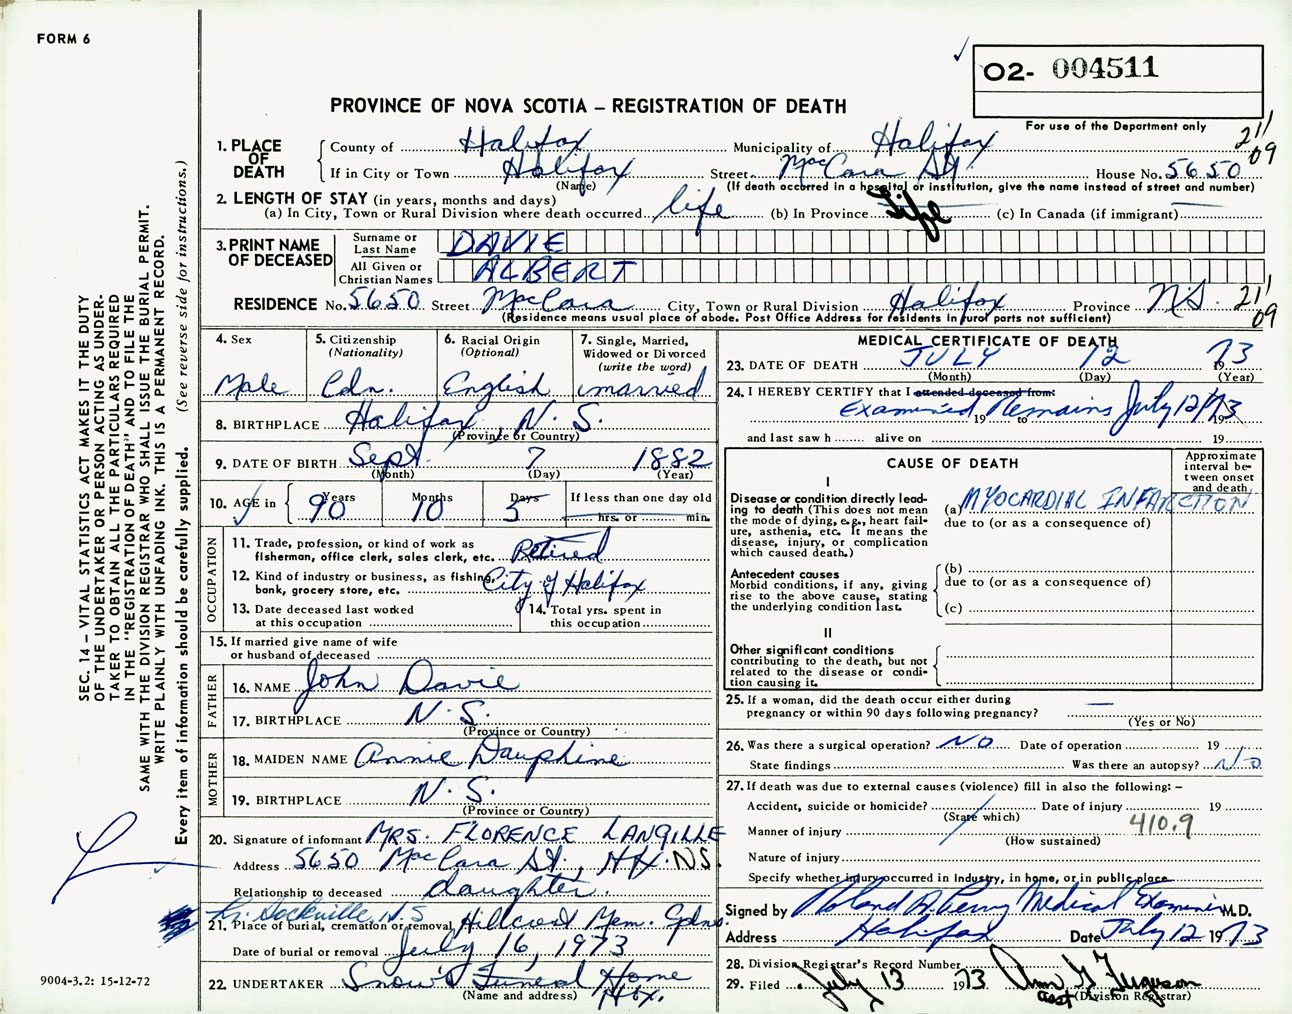 FORM 6
O2- 004511
PROVINCE OF NOVA SCOTIA – REGISTRATION OF DEATH
For use of the Department only
211
09
1. PLACE OF DEATH
County of Halifax Municipality of Halifax
If in City or Town Halifax Street MacCara St. House No. 5650
(Name) (If death occurred in a hospital or institution, give the name instead of street and number)
2. LENGTH OF STAY (in years, months and days)
(a) In City, Town or Rural Division where death occurred life (b) In Province Life (c) In Canada (if immigrant)
3. PRINT NAME OF DECEASED
Surname or Last Name DAVIE
All Given or Christian Names ALBERT
RESIDENCE No. 5650 Street MacCara City, Town or Rural Division Halifax Province N.S. 211
09
(Residence means usual place of abode. Post Office Address for residents in rural parts not sufficient)
4. Sex Male
5. Citizenship (Nationality) Cdn.
6. Racial Origin (Optional) English
7. Single, Married, Widowed or Divorced (write the word) married
8. BIRTHPLACE Halifax, N.S.
(Province or Country)
9. DATE OF BIRTH Sept. 7 1882
(Month) (Day) (Year)
10. AGE in Years 90 Months 10 Days 5 If less than one day old
hrs. or min.
OCCUPATION
11. Trade, profession, or kind of work as fisherman, office clerk, sales clerk, etc. Retired
12. Kind of industry or business, as fishing, bank, grocery store, etc. City of Halifax
13. Date deceased last worked at this occupation
14. Total yrs. spent in this occupation
15. If married give name of wife or husband of deceased
FATHER
16. NAME John Davie
17. BIRTHPLACE N.S.
(Province or Country)
MOTHER
18. MAIDEN NAME Annie Dauphine
19. BIRTHPLACE N.S.
(Province or Country)
20. Signature of informant MRS. FLORENCE LANGILLE
Address 5650 MacCara St., Hfx. N.S.
Relationship to deceased daughter.
Sackville, N.S
21. Place of burial, cremation or removal Hillcrest Mem. Gdns.
Date of burial or removal July 16, 1973
22. UNDERTAKER Snow's Funeral Home
(Name and address) Hfx.
MEDICAL CERTIFICATE OF DEATH
23. DATE OF DEATH JULY 12 1973
(Month) (Day) (Year)
24. I HEREBY CERTIFY that I attended deceased from:
Examined Remains July 12/73
19 to 19
and last saw h alive on 19
CAUSE OF DEATH
Approximate interval between onset and death
I
Disease or condition directly leading to death (This does not mean the mode of dying, e.g., heart failure, asthenia, etc. It means the disease, injury, or complication which caused death.)
(a) MYOCARDIAL INFARCTION
due to (or as a consequence of)
Antecedent causes
Morbid conditions, if any, giving rise to the above cause, stating the underlying condition last.
(b)
due to (or as a consequence of)
(c)
II
Other significant conditions contributing to the death, but not related to the disease or condition causing it.
25. If a woman, did the death occur either during pregnancy or within 90 days following pregnancy? —
(Yes or No)
26. Was there a surgical operation? NO Date of operation 19
State findings Was there an autopsy? NO
27. If death was due to external causes (violence) fill in also the following: –
Accident, suicide or homicide? Date of injury 19
(State which)
Manner of injury 410.9
(How sustained)
Nature of injury
Specify whether injury occurred in industry, in home, or in public place
Signed by Roland A Perry Medical Examiner M.D.
Address Halifax Date July 12 1973
28. Division Registrar's Record Number
29. Filed July 13 1973 Ann G Ferguson
asst (Division Registrar)
SEC. 14 – VITAL STATISTICS ACT MAKES IT THE DUTY
OF THE UNDERTAKER OR PERSON ACTING AS UNDERTAKER TO OBTAIN ALL THE PARTICULARS REQUIRED
IN THE "REGISTRATION OF DEATH" AND TO FILE THE
SAME WITH THE DIVISION REGISTRAR WHO SHALL ISSUE THE BURIAL PERMIT.
WRITE PLAINLY WITH UNFADING INK. THIS IS A PERMANENT RECORD.
Every item of information should be carefully supplied. (See reverse side for instructions.)
9004-3.2: 15-12-72